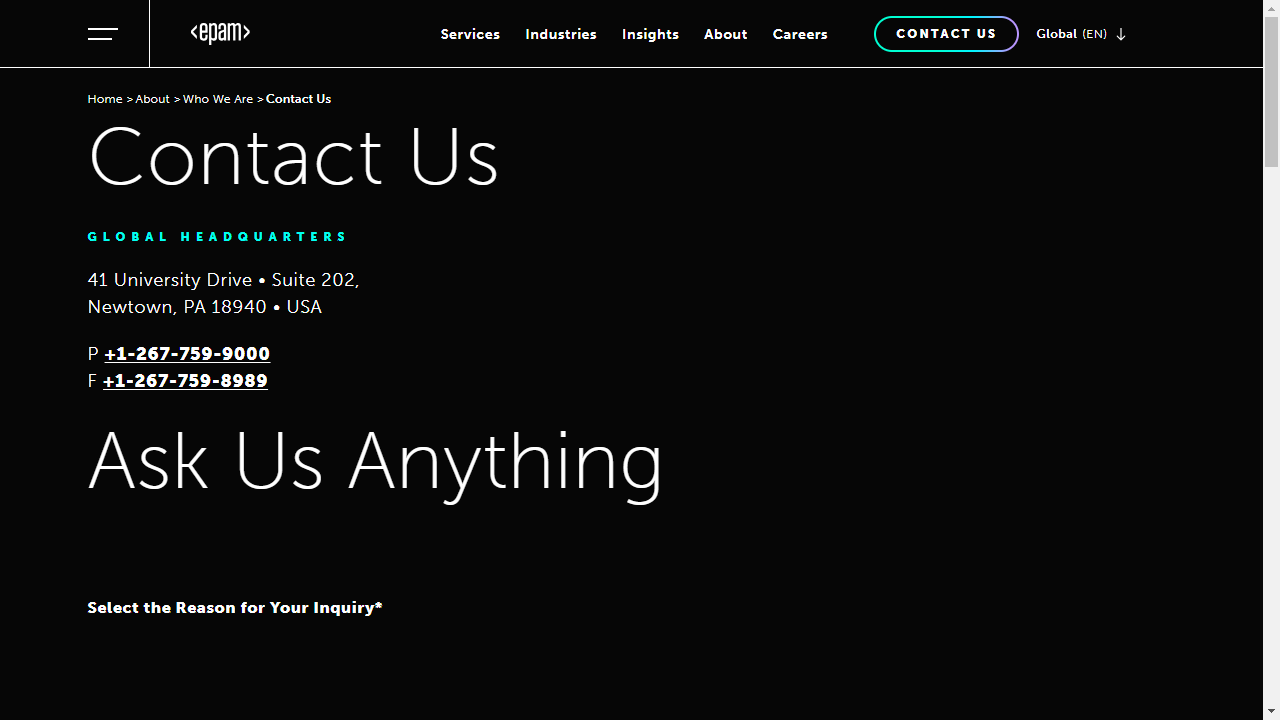 <epam>
Services Industries Insights About Careers CONTACT US Global (EN)
Home > About > Who We Are > Contact Us
Contact Us
GLOBAL HEADQUARTERS
41 University Drive • Suite 202,
Newtown, PA 18940 • USA
P +1-267-759-9000
F +1-267-759-8989
Ask Us Anything
Select the Reason for Your Inquiry*